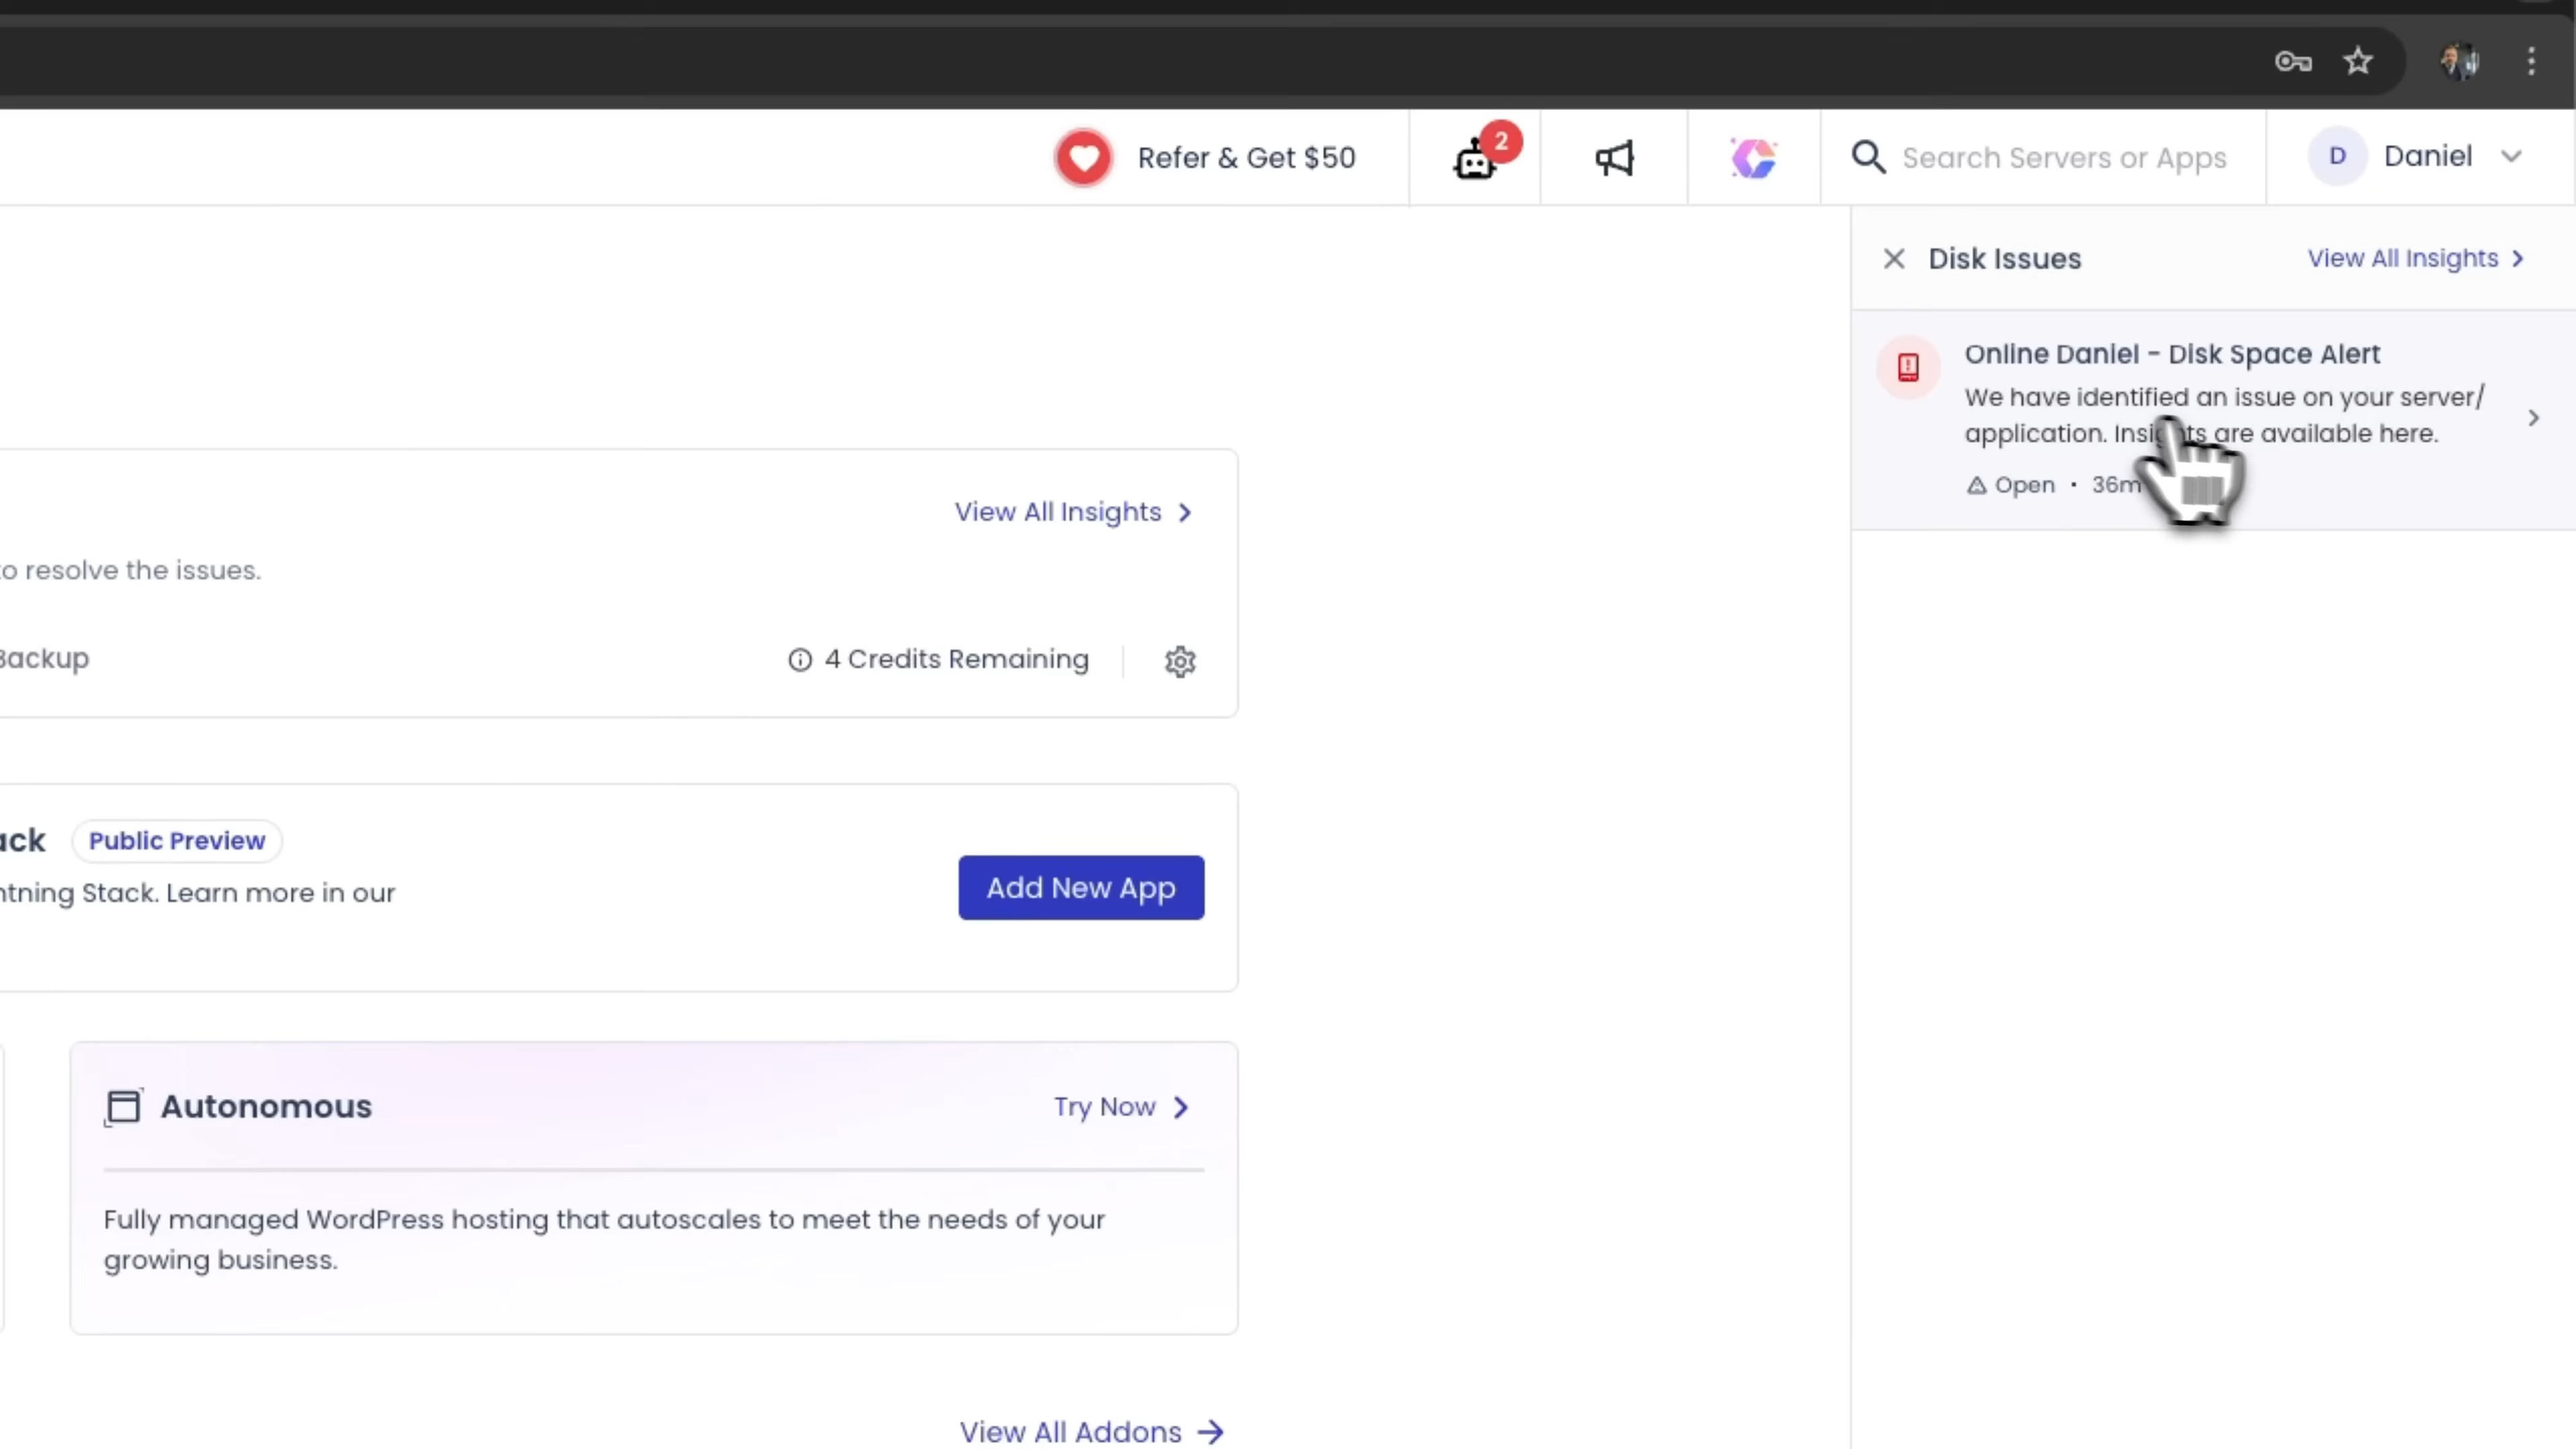 Refer & Get $50
2
Search Servers or Apps
D
Daniel
Disk Issues
View All Insights
Online Daniel - Disk Space Alert
We have identified an issue on your server/
application. Insights are available here.
Open • 36m
View All Insights
to resolve the issues.
Backup
4 Credits Remaining
ack
Public Preview
htning Stack. Learn more in our
Add New App
Autonomous
Try Now
Fully managed WordPress hosting that autoscales to meet the needs of your
growing business.
View All Addons